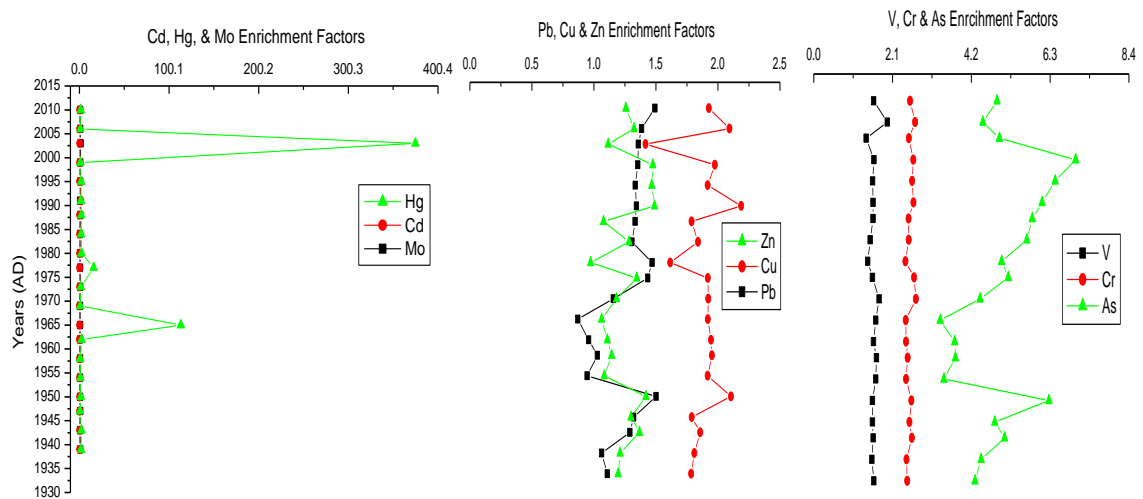 Cd, Hg, & Mo Enrichment Factors
0.0 100.1 200.2 300.3 400.4
Pb, Cu & Zn Enrichment Factors
0.0 0.5 1.0 1.5 2.0 2.5
V, Cr & As Enrcihment Factors
0.0 2.1 4.2 6.3 8.4
Years (AD)
2015
2010
2005
2000
1995
1990
1985
1980
1975
1970
1965
1960
1955
1950
1945
1940
1935
1930
Hg
Cd
Mo
Zn
Cu
Pb
V
Cr
As